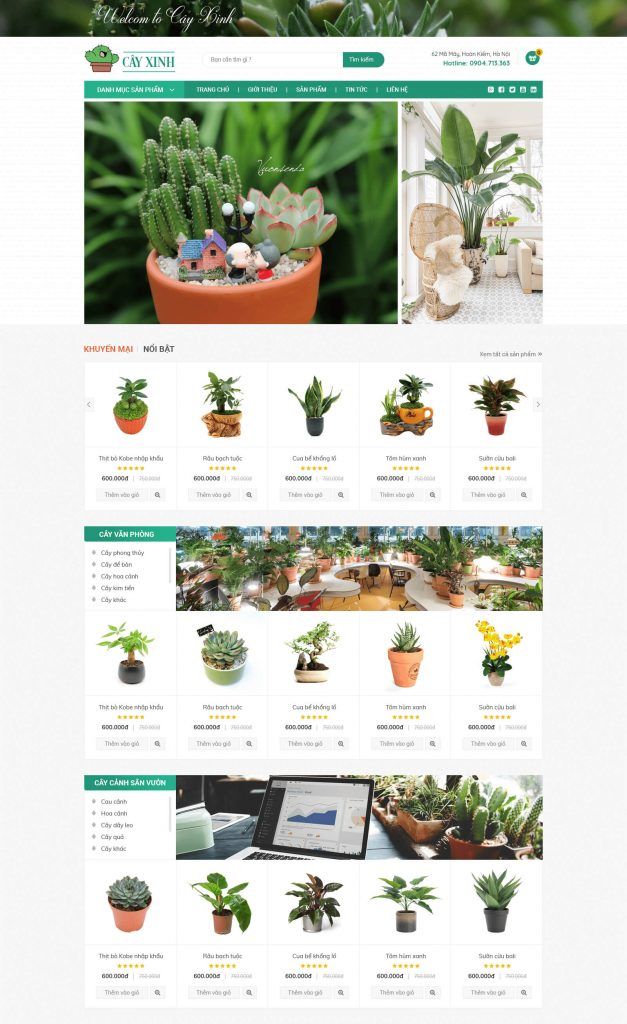 Welcom to Cây Xinh
CÂY XINH
Bạn cần tìm gì ?
Tìm kiếm
62 Mã Mây, Hoàn Kiếm, Hà Nội
Hotline: 0904.713.363
0
DANH MỤC SẢN PHẨM
TRANG CHỦ | GIỚI THIỆU | SẢN PHẨM | TIN TỨC | LIÊN HỆ
Vuonsenda
KHUYẾN MẠI | NỔI BẬT
Xem tất cả sản phẩm »
Thịt bò Kobe nhập khẩu
Râu bạch tuộc
Cua bể khổng lồ
Tôm hùm xanh
Sườn cừu bali
600.000đ | 750.000đ
600.000đ | 750.000đ
600.000đ | 750.000đ
600.000đ | 750.000đ
600.000đ | 750.000đ
Thêm vào giỏ
Thêm vào giỏ
Thêm vào giỏ
Thêm vào giỏ
Thêm vào giỏ
CÂY VĂN PHÒNG
Cây phong thủy
Cây để bàn
Cây hoa cảnh
Cây kim tiền
Cây khác
Thịt bò Kobe nhập khẩu
Râu bạch tuộc
Cua bể khổng lồ
Tôm hùm xanh
Sườn cừu bali
600.000đ | 750.000đ
600.000đ | 750.000đ
600.000đ | 750.000đ
600.000đ | 750.000đ
600.000đ | 750.000đ
Thêm vào giỏ
Thêm vào giỏ
Thêm vào giỏ
Thêm vào giỏ
Thêm vào giỏ
CÂY CẢNH SÂN VƯỜN
Cau cảnh
Hoa cảnh
Cây dây leo
Cây quả
Cây khác
Thịt bò Kobe nhập khẩu
Râu bạch tuộc
Cua bể khổng lồ
Tôm hùm xanh
Sườn cừu bali
600.000đ | 750.000đ
600.000đ | 750.000đ
600.000đ | 750.000đ
600.000đ | 750.000đ
600.000đ | 750.000đ
Thêm vào giỏ
Thêm vào giỏ
Thêm vào giỏ
Thêm vào giỏ
Thêm vào giỏ